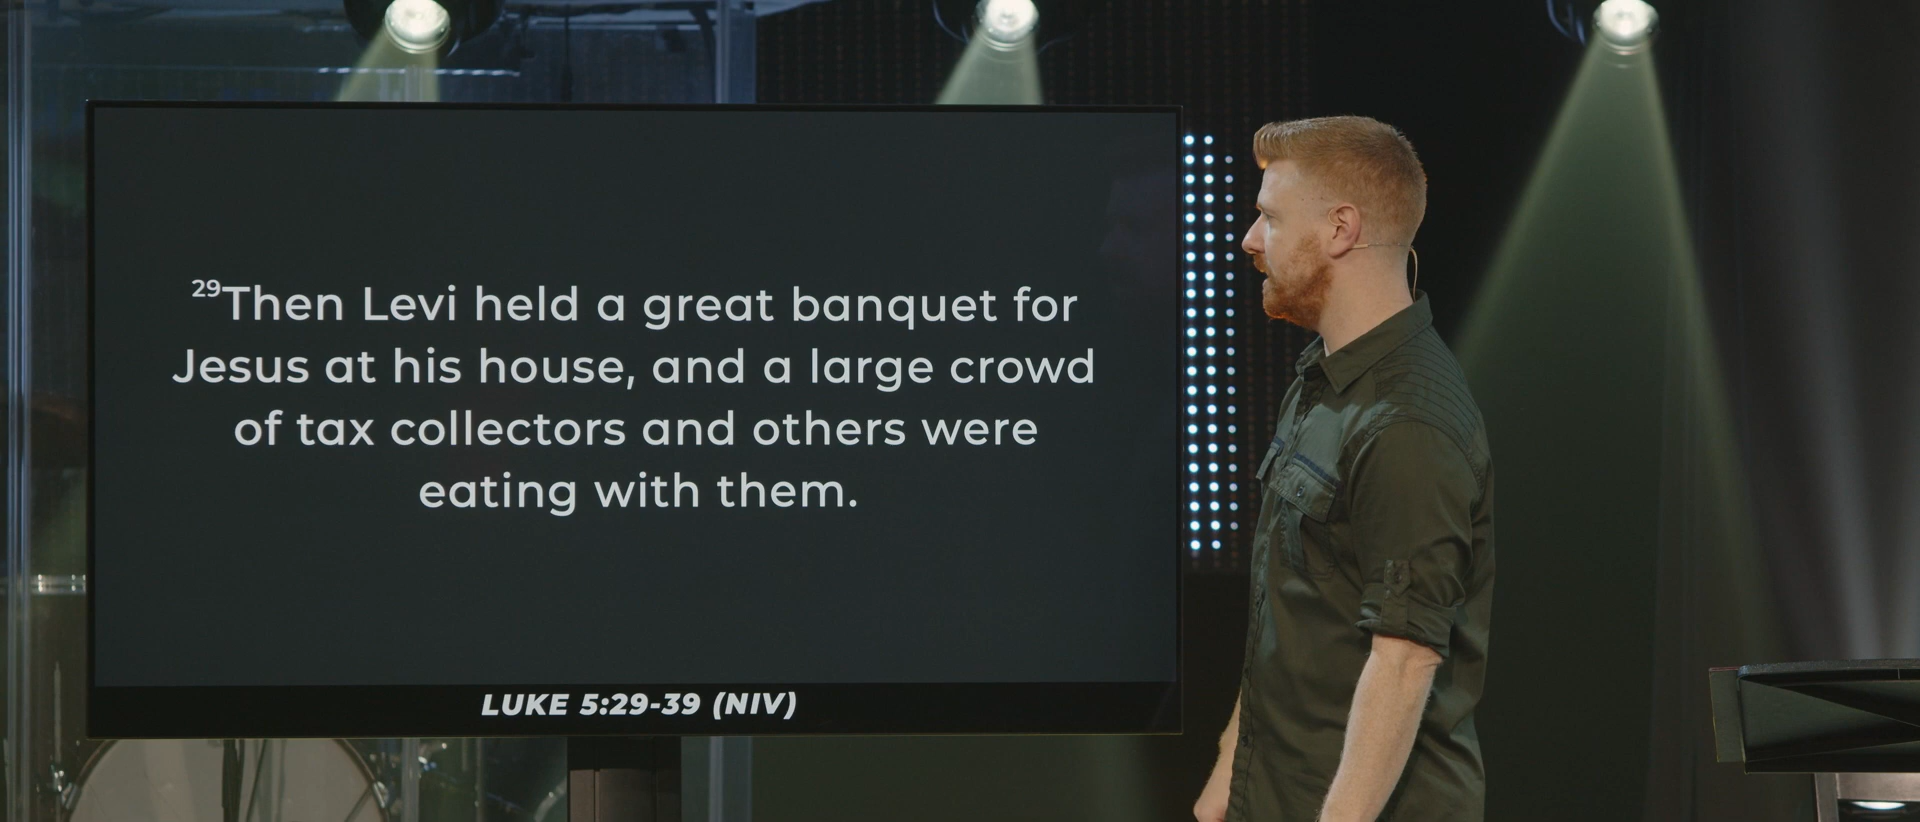 29Then Levi held a great banquet for
Jesus at his house, and a large crowd
of tax collectors and others were
eating with them.
LUKE 5:29-39 (NIV)